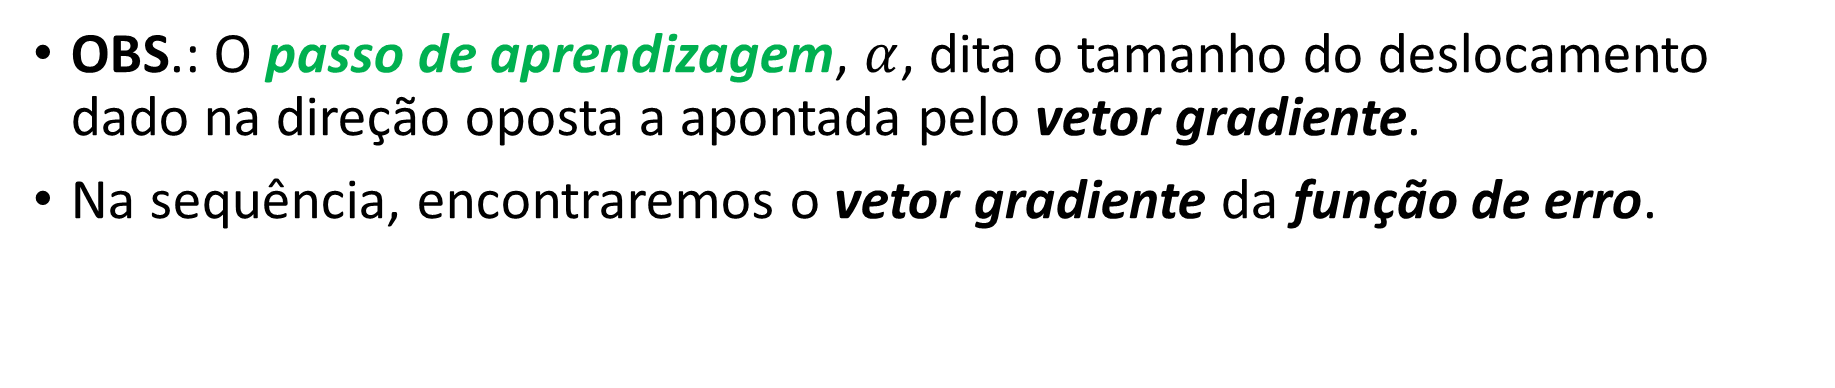 • OBS.: O passo de aprendizagem, 𝛼, dita o tamanho do deslocamento
dado na direção oposta a apontada pelo vetor gradiente.
• Na sequência, encontraremos o vetor gradiente da função de erro.